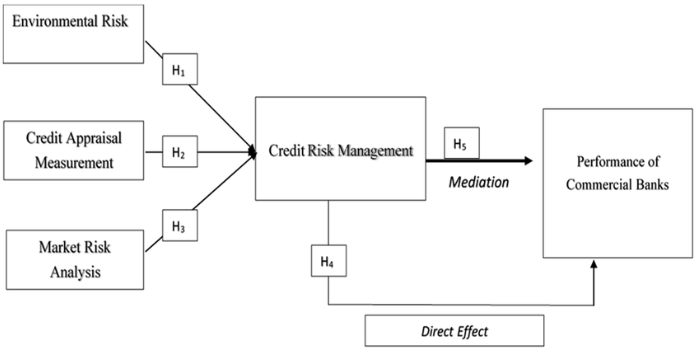 Environmental Risk
H₁
Credit Appraisal
Measurement
H₂
Market Risk
Analysis
H₃
Credit Risk Management
H₅
Mediation
Performance of
Commercial Banks
H₄
Direct Effect